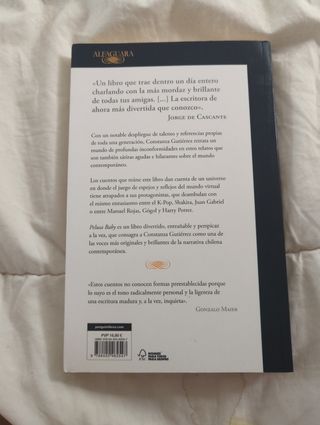 ALFAGUARA
«Un libro que trae dentro un día entero
charlando con la más mordaz y brillante
de todas tus amigas. [...] La escritora de
ahora más divertida que conozco».
Jorge de Cascante
Con un notable despliegue de talento y referencias propias
de toda una generación, Constanza Gutiérrez retrata un
mundo de profundas inconformidades en estos relatos que
son también sátiras agudas e hilarantes sobre el mundo
contemporáneo.
Los cuentos que reúne este libro dan cuenta de un universo en
donde el juego de espejos y reflejos del mundo virtual
tiene atrapados a sus protagonistas, que deambulan con
el mismo entusiasmo entre el K-Pop, Shakira, Juan Gabriel
o entre Manuel Rojas, Gógol y Harry Potter.
Pelusa Baby es un libro divertido, entrañable y perspicaz
a la vez, que consagra a Constanza Gutiérrez como una de
las voces más originales y brillantes de la narrativa chilena
contemporánea.
«Estos cuentos no conocen formas preestablecidas porque
lo suyo es el tono radicalmente personal y la ligereza de
una escritura madura y, a la vez, inquieta».
Gonzalo Maier
penguinlibros.com
FSC